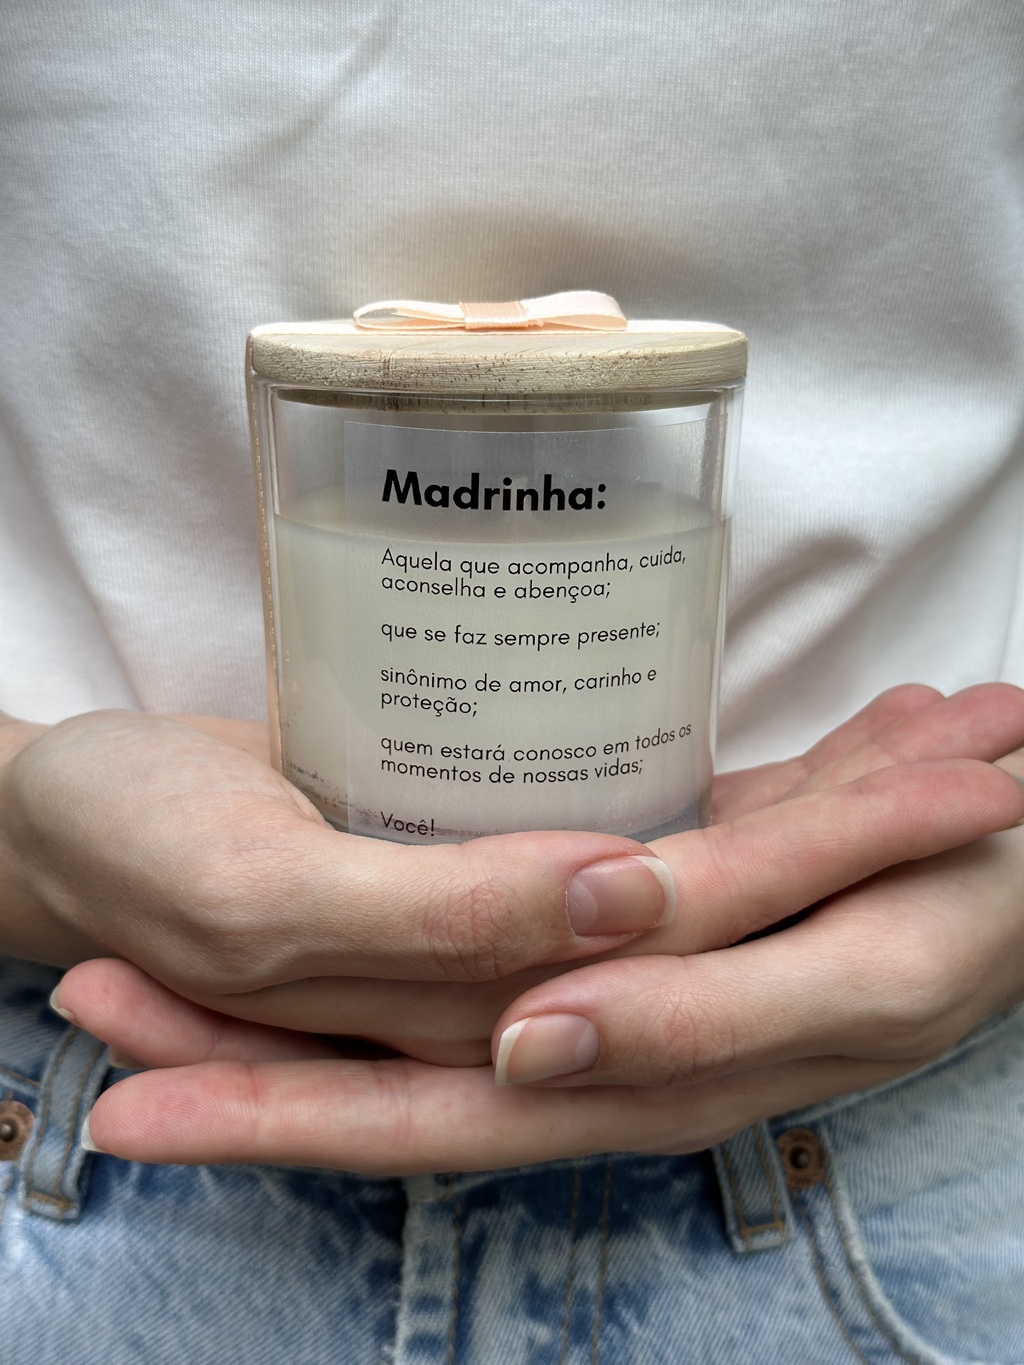 Madrinha:
Aquela que acompanha, cuida,
aconselha e abençoa;
que se faz sempre presente;
sinônimo de amor, carinho e
proteção;
quem estará conosco em todos os
momentos de nossas vidas;
Você!